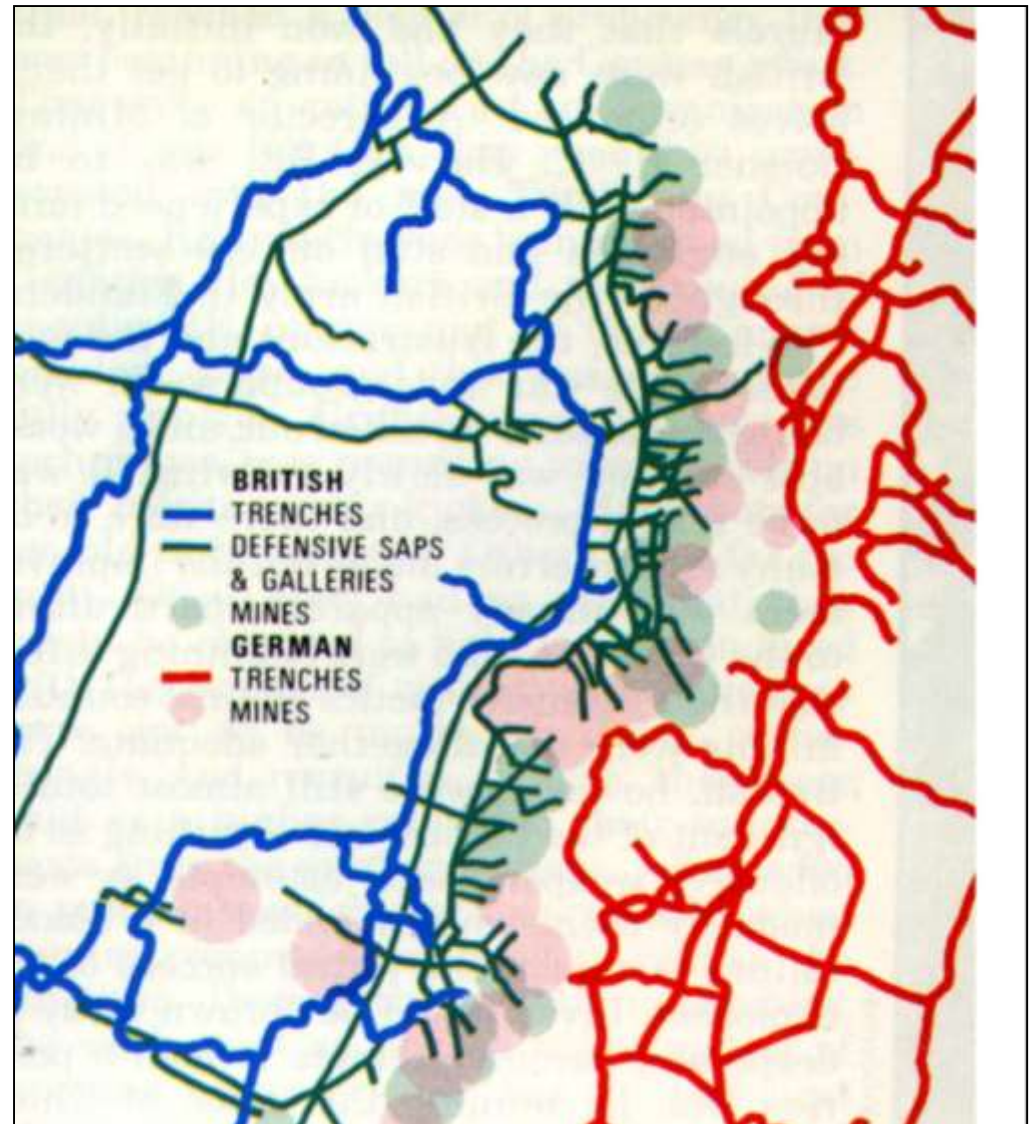 BRITISH
TRENCHES
DEFENSIVE SAPS
& GALLERIES
MINES
GERMAN
TRENCHES
MINES